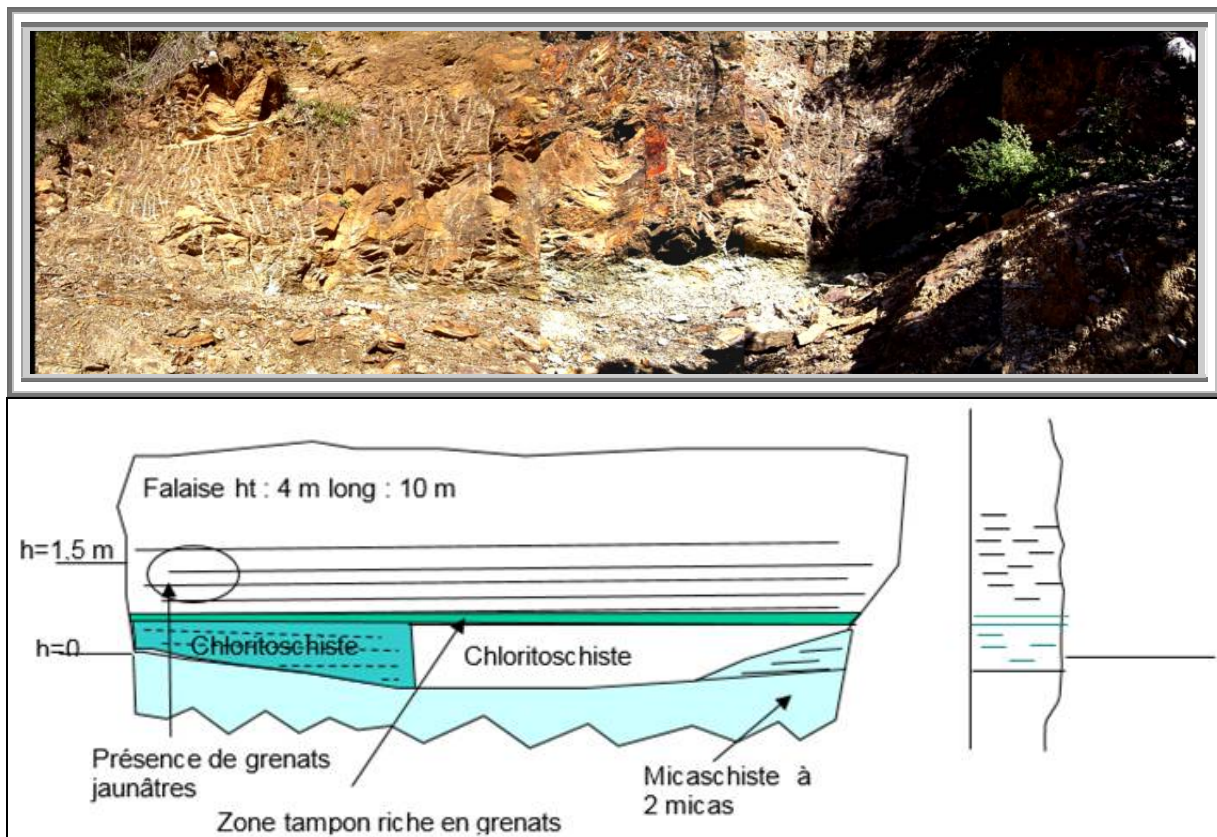 Falaise ht : 4 m long : 10 m
h=1,5 m
h=0
Chloritoschiste
Chloritoschiste
Présence de grenats
jaunâtres
Zone tampon riche en grenats
Micaschiste à
2 micas